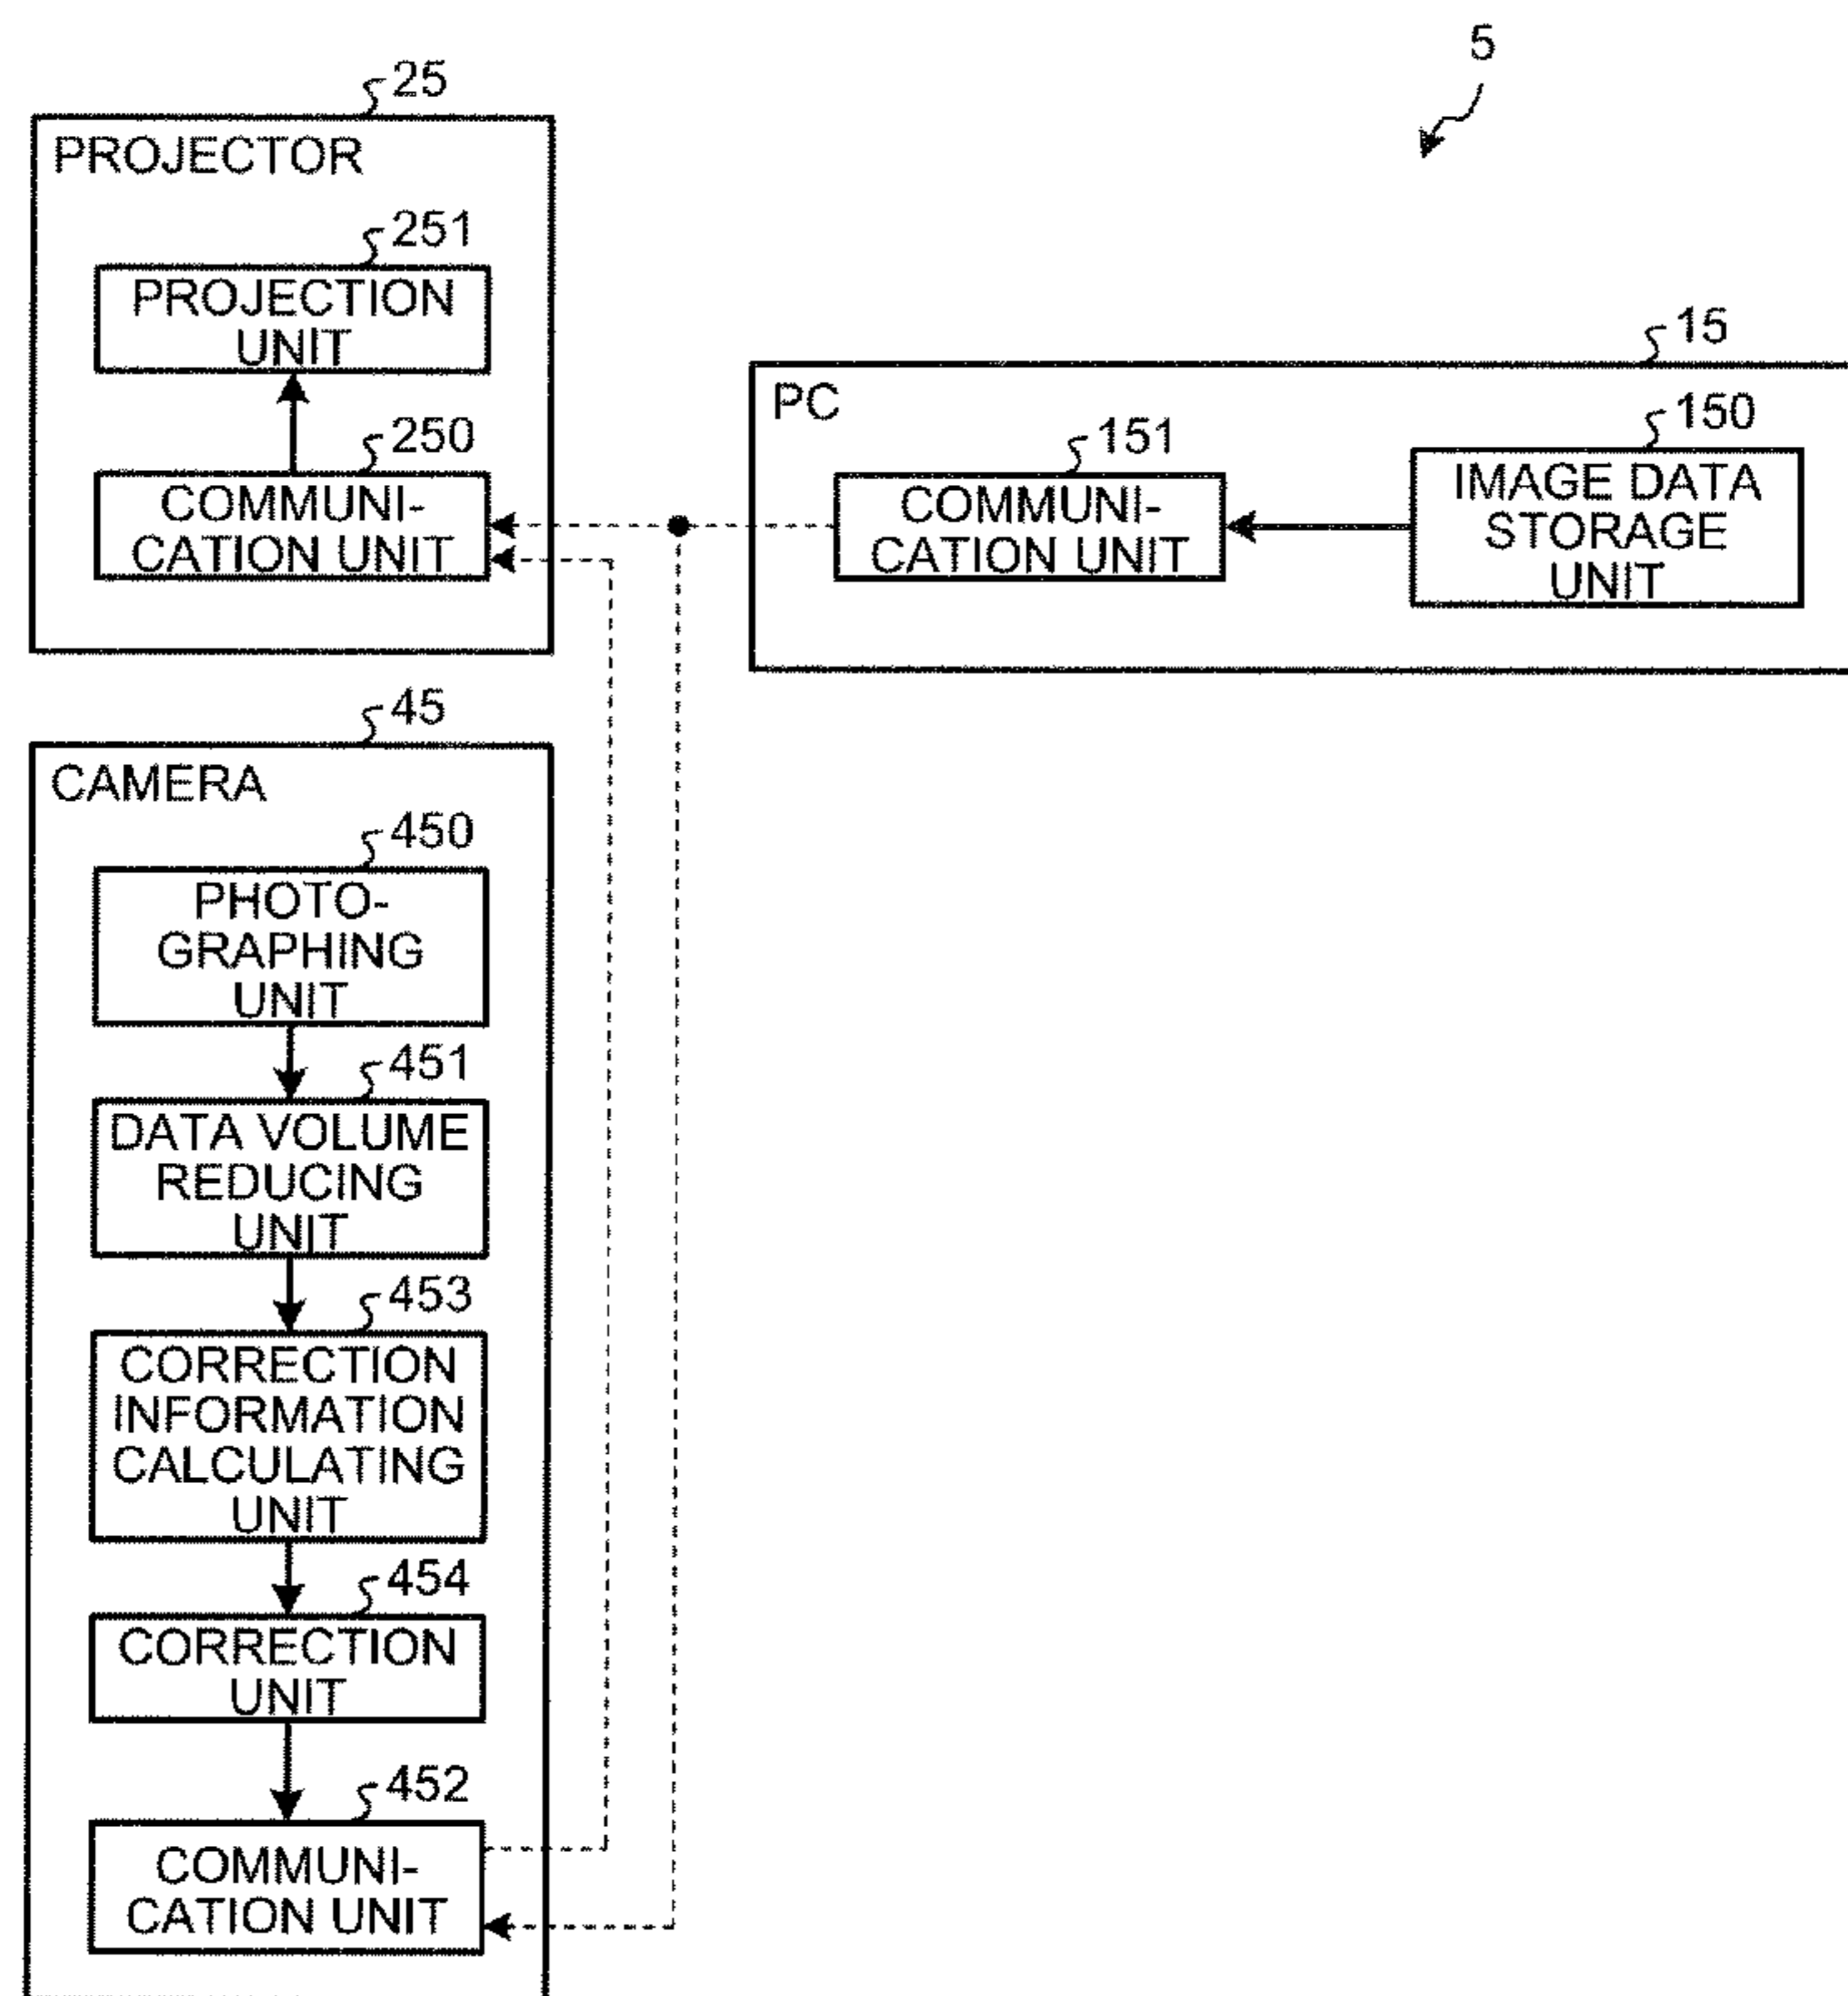 5
25
PROJECTOR
251
PROJECTION
UNIT
250
COMMUNI-
CATION UNIT
15
PC
151
COMMUNI-
CATION UNIT
150
IMAGE DATA
STORAGE
UNIT
45
CAMERA
450
PHOTO-
GRAPHING
UNIT
451
DATA VOLUME
REDUCING
UNIT
453
CORRECTION
INFORMATION
CALCULATING
UNIT
454
CORRECTION
UNIT
452
COMMUNI-
CATION UNIT